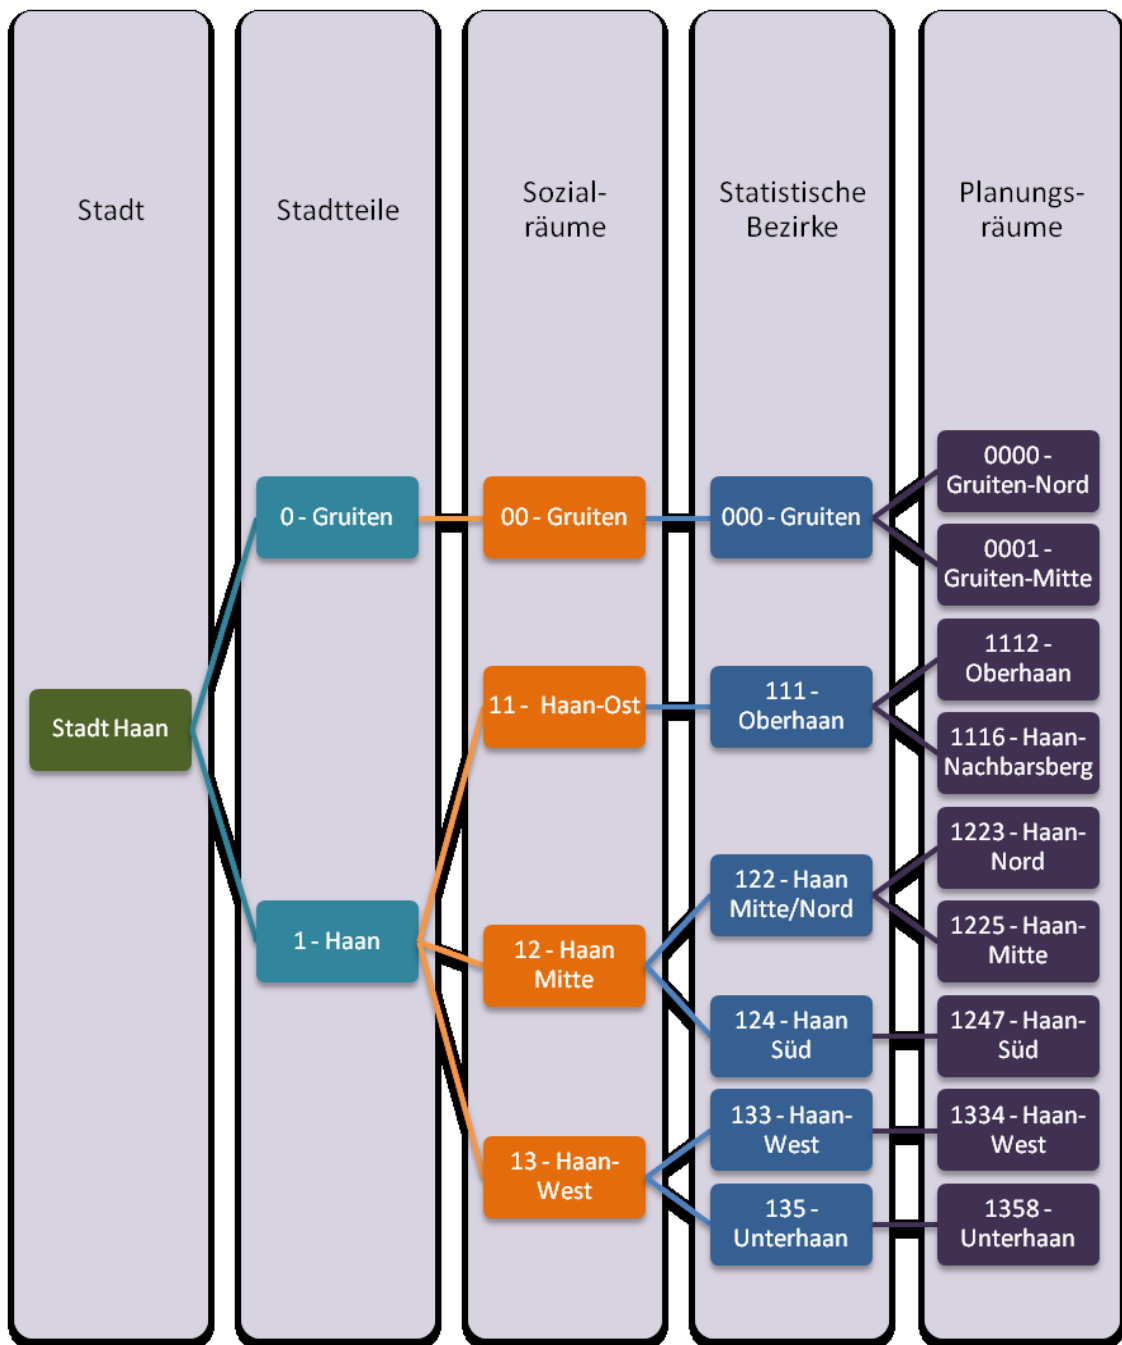 Stadt
Stadtteile
Sozial-
räume
Statistische
Bezirke
Planungs-
räume
Stadt Haan
0 - Gruiten
1 - Haan
00 - Gruiten
11 -  Haan-Ost
12 - Haan
Mitte
13 - Haan-
West
000 - Gruiten
111 -
Oberhaan
122 - Haan
Mitte/Nord
124 - Haan
Süd
133 - Haan-
West
135 -
Unterhaan
0000 -
Gruiten-Nord
0001 -
Gruiten-Mitte
1112 -
Oberhaan
1116 - Haan-
Nachbarsberg
1223 - Haan-
Nord
1225 - Haan-
Mitte
1247 - Haan-
Süd
1334 - Haan-
West
1358 -
Unterhaan